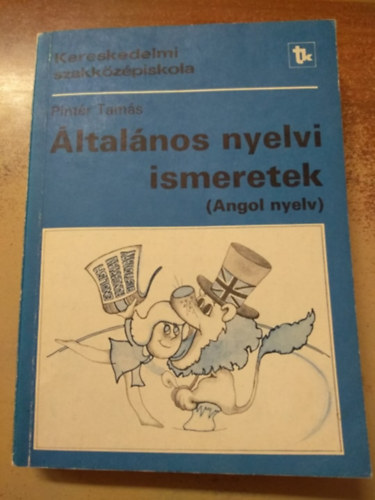 Kereskedelmi
szakközépiskola
tk
Pintér Tamás
Általános nyelvi
ismeretek
(Angol nyelv)